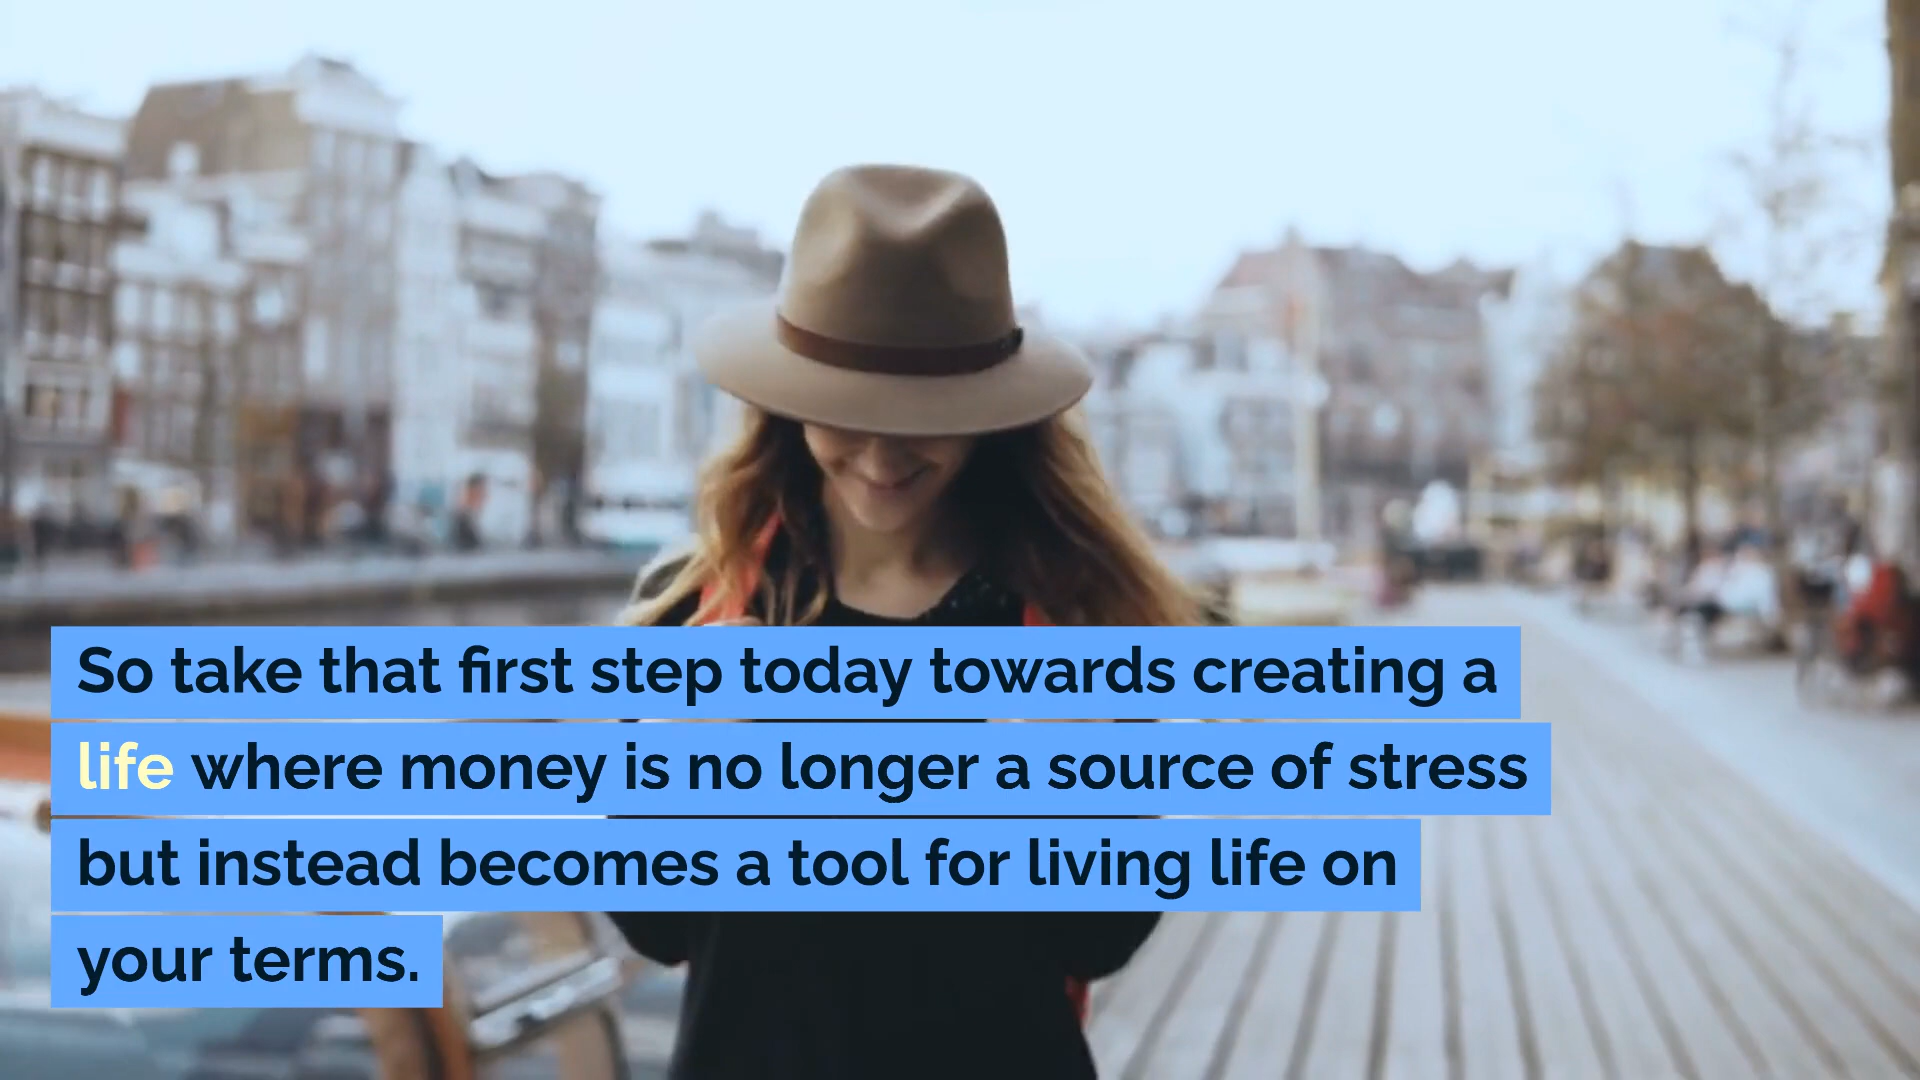 So take that first step today towards creating a
life where money is no longer a source of stress
but instead becomes a tool for living life on
your terms.